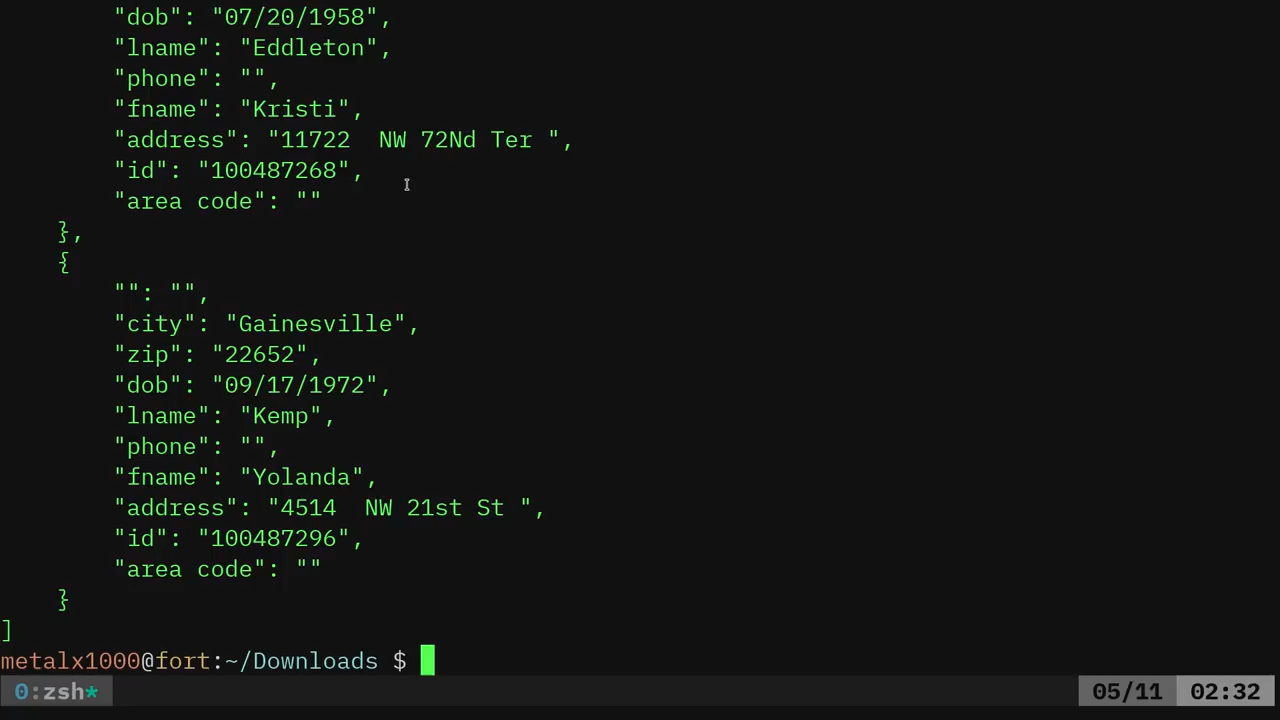 "dob": "07/20/1958",
"lname": "Eddleton",
"phone": "",
"fname": "Kristi",
"address": "11722  NW 72Nd Ter ",
"id": "100487268",
"area code": ""
},
{
"": "",
"city": "Gainesville",
"zip": "22652",
"dob": "09/17/1972",
"lname": "Kemp",
"phone": "",
"fname": "Yolanda",
"address": "4514  NW 21st St ",
"id": "100487296",
"area code": ""
}
]
metalx1000@fort:~/Downloads $
0:zsh* 05/11 02:32